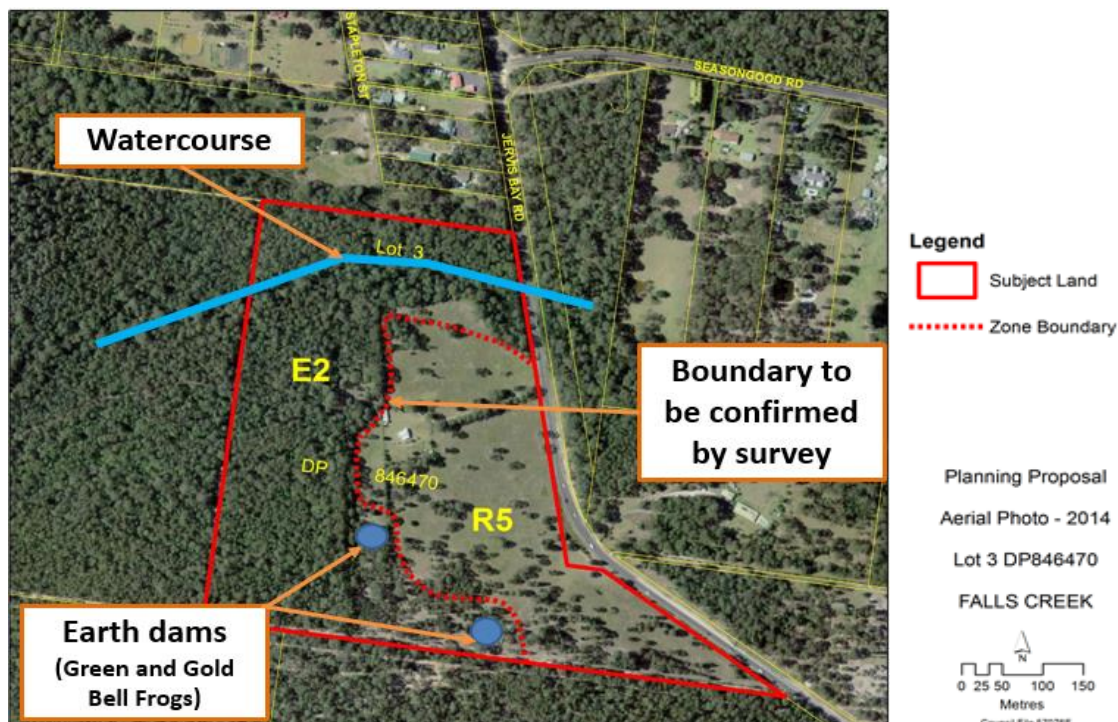 STAPLETON ST
SEASONGOOD RD
JERVIS BAY RD
Watercourse
Lot 3
E2
Boundary to
be confirmed
by survey
DP
846470
R5
Earth dams
(Green and Gold
Bell Frogs)
Legend
Subject Land
Zone Boundary
Planning Proposal
Aerial Photo - 2014
Lot 3 DP846470
FALLS CREEK
N
0 25 50 100 150
Metres